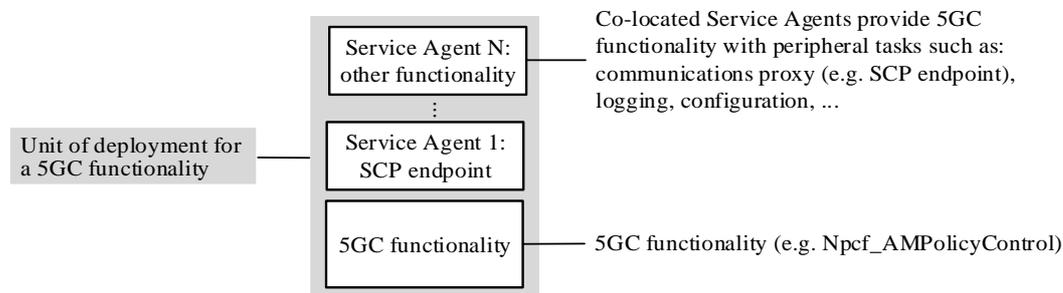 Service Agent N:
other functionality
Co-located Service Agents provide 5GC
functionality with peripheral tasks such as:
communications proxy (e.g. SCP endpoint),
logging, configuration, ...
Unit of deployment for
a 5GC functionality
Service Agent 1:
SCP endpoint
5GC functionality
5GC functionality (e.g. Npcf_AMPolicyControl)